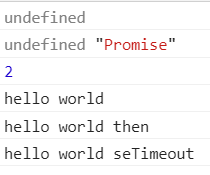 undefined
undefined "Promise"
2
hello world
hello world then
hello world seTimeout